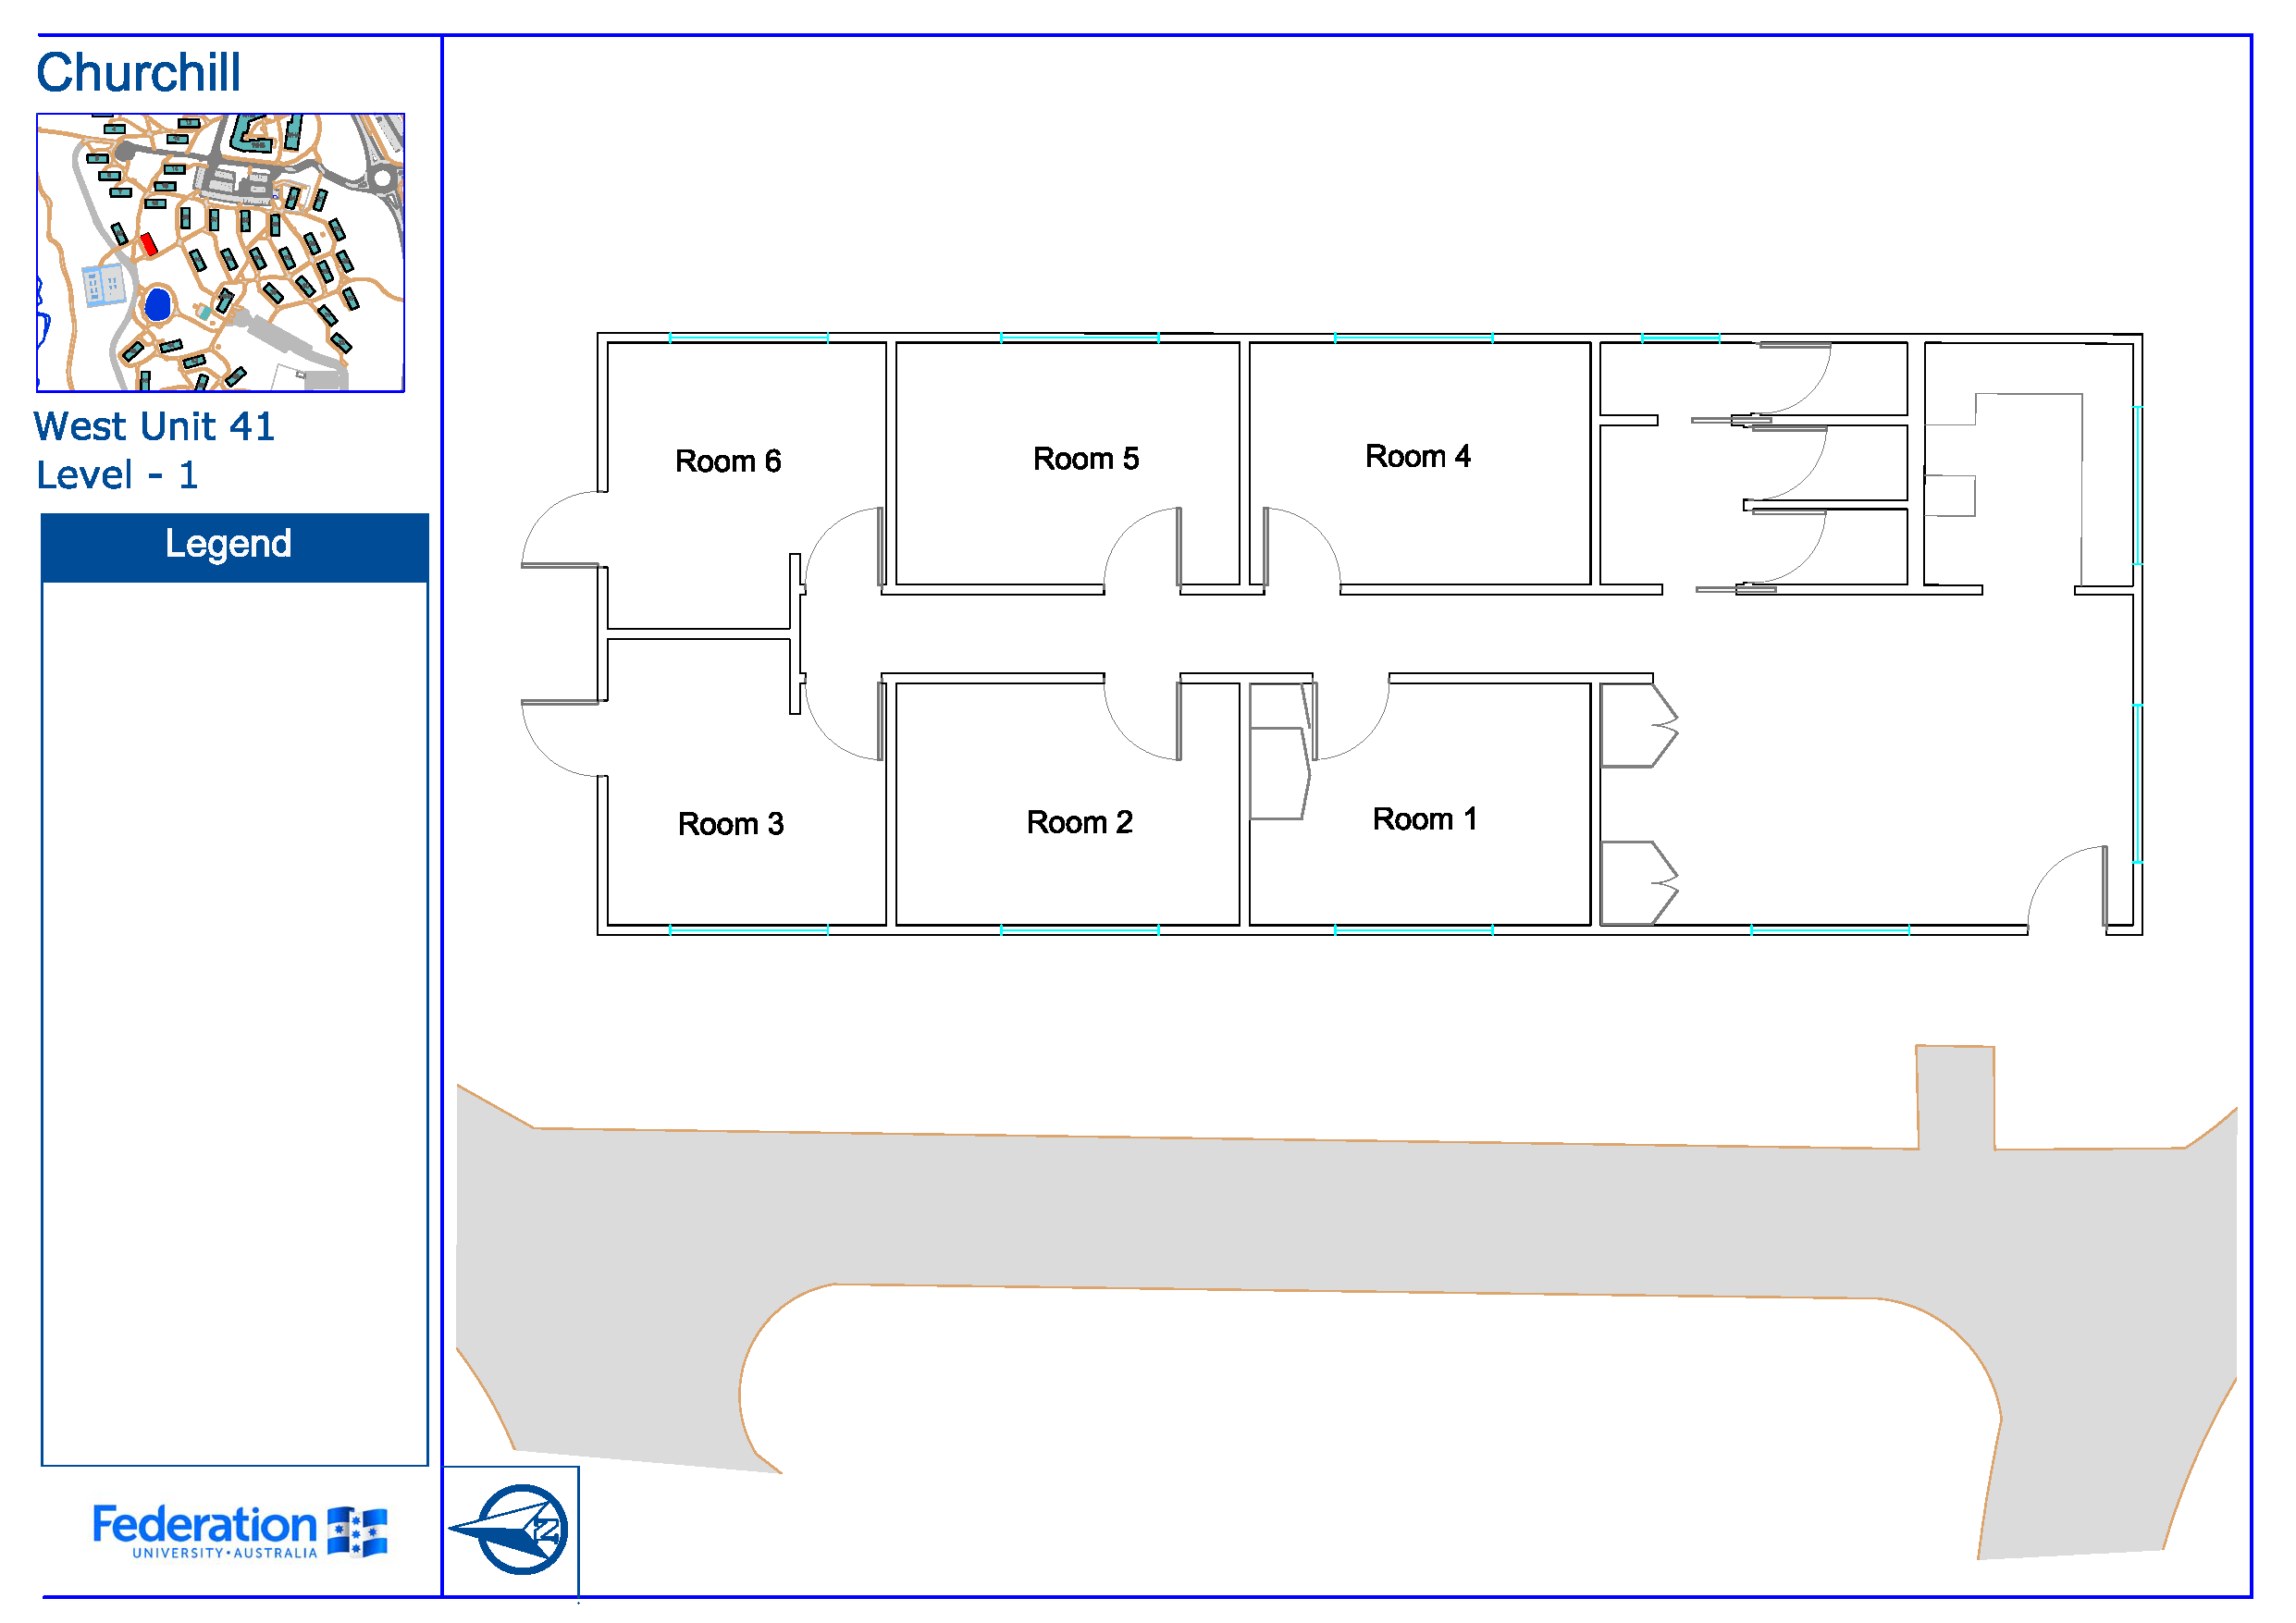 Churchill
West Unit 41
Level - 1
Legend
Room 6
Room 5
Room 4
Room 3
Room 2
Room 1
Federation
UNIVERSITY•AUSTRALIA
N